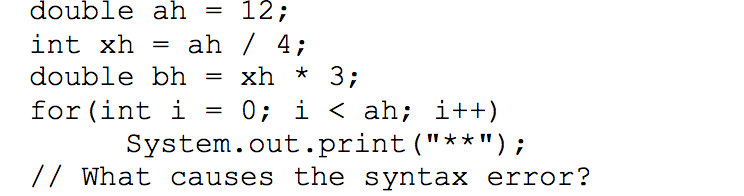 double ah = 12;
int xh = ah / 4;
double bh = xh * 3;
for(int i = 0; i < ah; i++)
System.out.print("**");
// What causes the syntax error?